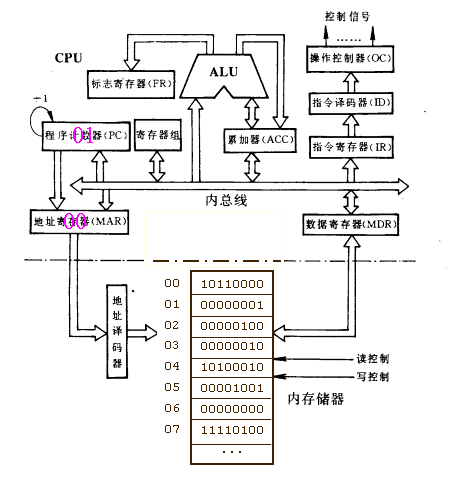 控制信号
……
CPU
操作控制器(OC)
ALU
标志寄存器(FR)
指令译码器(ID)
+1
程序计数器(PC)
01
寄存器组
累加器(ACC)
指令寄存器(IR)
内总线
地址寄存器(MAR)
00
数据寄存器(MDR)
地址译码器
00 10110000
01 00000001
02 00000100
03 00000010
读控制
04 10100010
写控制
05 00001001
内存储器
06 00000000
07 11110100
...